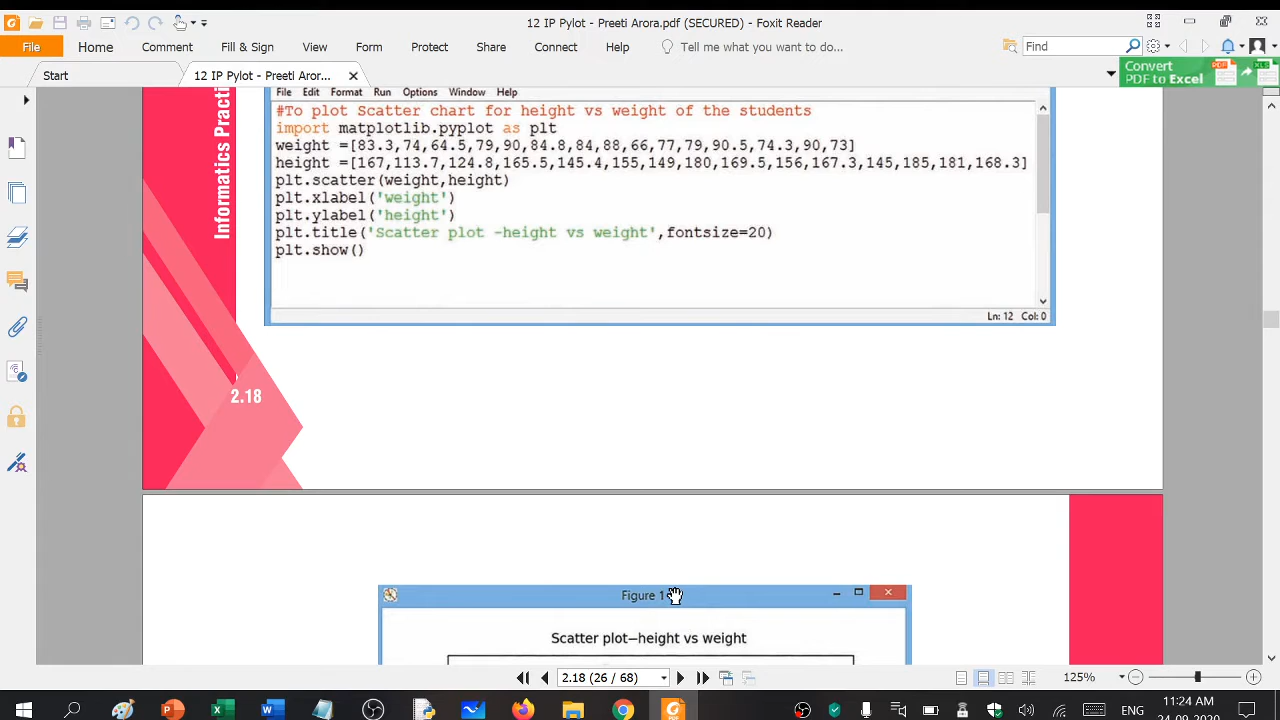 12 IP Pylot - Preeti Arora.pdf (SECURED) - Foxit Reader
File Home Comment Fill & Sign View Form Protect Share Connect Help Tell me what you want to do... Find
Start 12 IP Pylot - Preeti Aror...
Convert
PDF to Excel
File Edit Format Run Options Window Help
#To plot Scatter chart for height vs weight of the students
import matplotlib.pyplot as plt
weight =[83.3,74,64.5,79,90,84.8,84,88,66,77,79,90.5,74.3,90,73]
height =[167,113.7,124.8,165.5,145.4,155,149,180,169.5,156,167.3,145,185,181,168.3]
plt.scatter(weight,height)
plt.xlabel('weight')
plt.ylabel('height')
plt.title('Scatter plot -height vs weight',fontsize=20)
plt.show()
Ln: 12 Col: 0
Informatics Practi
2.18
Figure 1
Scatter plot–height vs weight
2.18 (26 / 68)
125%
ENG
11:24 AM